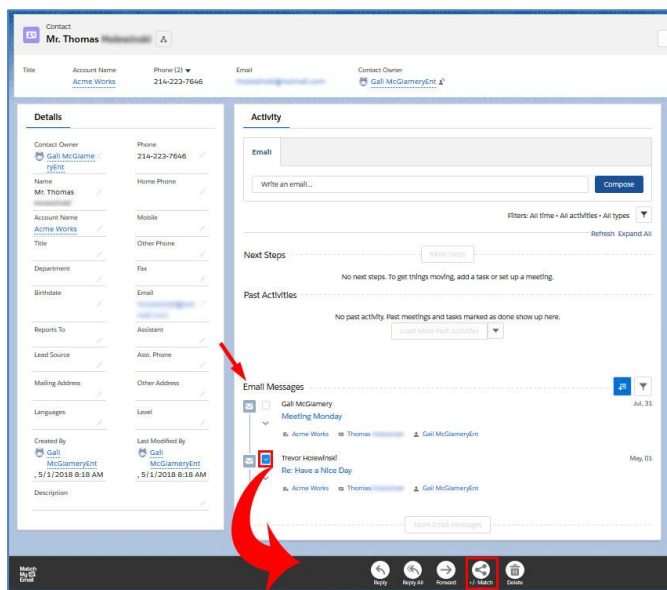 Contact
Mr. Thomas
Title
Account Name
Phone (2)
Email
Contact Owner
Acme Works
214-223-7646
Gali McGlameryEnt
Details
Contact Owner
Phone
Gali McGlame
ryEnt
214-223-7646
Name
Home Phone
Mr. Thomas
Account Name
Mobile
Acme Works
Title
Other Phone
Department
Fax
Birthdate
Email
Reports To
Assistant
Lead Source
Asst. Phone
Mailing Address
Other Address
Languages
Level
Created By
Last Modified By
Gali
McGlameryEnt
, 5/1/2018 8:18 AM
Gali
McGlameryEnt
, 5/1/2018 8:18 AM
Description
Activity
Email
Write an email...
Compose
Filters: All time • All activities • All types
Refresh Expand All
Next Steps
More Steps
No next steps. To get things moving, add a task or set up a meeting.
Past Activities
No past activity. Past meetings and tasks marked as done show up here.
Load More Past Activities
Email Messages
Gali McGlamery
Jul, 31
Meeting Monday
Acme Works Thomas Gail McGlameryEnt
Trevor Holewinski
May, 01
Re: Have a Nice Day
Acme Works Thomas Gail McGlameryEnt
More Email Messages
Match
My
Email
Reply
Reply All
Forward
+/- Match
Delete